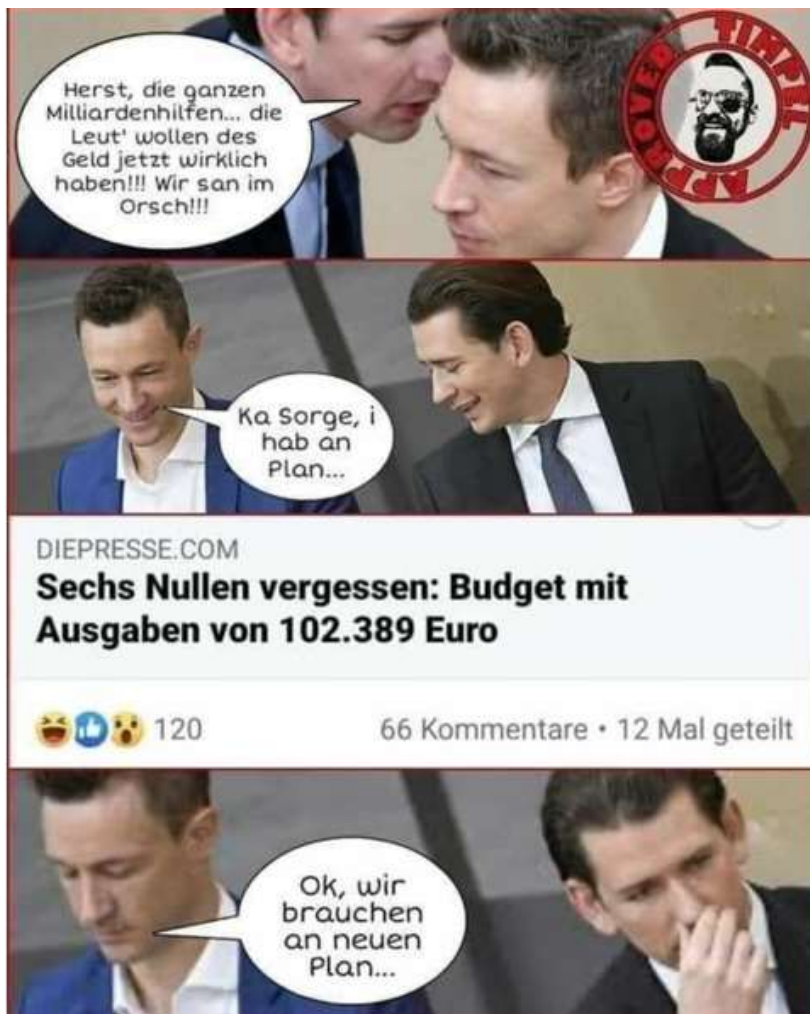 TIMPEL
APPROVED
Herst, die ganzen
Milliardenhilfen... die
Leut' wollen des
Geld jetzt wirklich
haben!!! Wir san im
Orsch!!!
Ka Sorge, i
hab an
Plan...
DIEPRESSE.COM
Sechs Nullen vergessen: Budget mit
Ausgaben von 102.389 Euro
120
66 Kommentare • 12 Mal geteilt
Ok, wir
brauchen
an neuen
Plan...